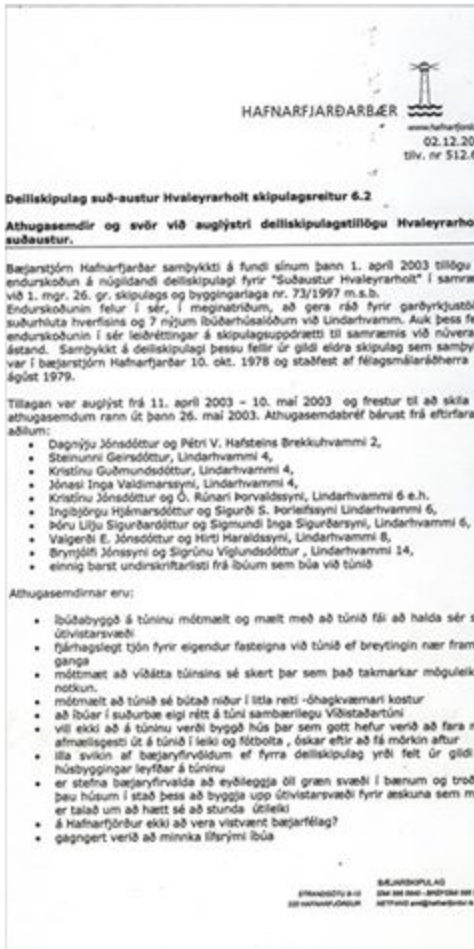 HAFNARFJARÐARBÆR
02.12.20
tilv. nr 512.6
Deiliskipulag suð-austur Hvaleyrarholt skipulagsreitur 6.2
Athugasemdir og svör við auglýstri deiliskipulagstillögu Hvaleyrarho
suðaustur.
Bæjarstjórn Hafnarfjarðar samþykkti á fundi sínum þann 1. apríl 2003 tillögu
endurskoðun á núgildandi deiliskipulagi fyrir "Suðaustur Hvaleyrarholt" í samræ
við 1. mgr. 26. gr. skipulags og byggingarlaga nr. 73/1997 m.s.b.
Endurskoðunin felur í sér, í meginatriðum, að gera ráð fyrir garðyrkjustö
suðurhluta hverfisins og 7 nýjum íbúðarhúsalóðum við Lindarhvamm. Auk þess fe
endurskoðunin í sér leiðréttingar á skipulagsuppdrætti til samræmis við núvera
ástand. Samþykkt á deiliskipulagi þessu fellir úr gildi eldra skipulag sem samþy
var í bæjarstjórn Hafnarfjarðar 10. okt. 1978 og staðfest af félagsmálaráðherra
ágúst 1979.
Tillagan var auglýst frá 11. apríl 2003 – 10. maí 2003 og frestur til að skila
athugasemdum rann út þann 26. maí 2003. Athugasemdabréf bárust frá eftirfara
aðilum:
• Dagnýju Jónsdóttur og Pétri V. Hafsteins Brekkuhvammi 2,
• Steinunni Geirsdóttur, Lindarhvammi 4,
• Kristínu Guðmundsdóttur, Lindarhvammi 4,
• Jónasi Inga Valdimarssyni, Lindarhvammi 4,
• Kristínu Jónsdóttur og Ó. Rúnari Þorvaldssyni, Lindarhvammi 6 e.h.
• Ingibjörgu Hjámarsdóttur og Sigurði S. Þorleifssyni Lindarhvammi 6,
• Þóru Lilju Sigurðardóttur og Sigmundi Inga Sigurðarsyni, Lindarhvammi 6,
• Valgerði E. Jónsdóttur og Hirti Haraldssyni, Lindarhvammi 8,
• Brynjólfi Jónssyni og Sigrúnu Víglundsdóttur , Lindarhvammi 14,
• einnig barst undirskriftarlisti frá íbúum sem búa við túnið
Athugasemdirnar eru:
• íbúðabyggð á túninu mótmælt og mælt með að túnið fái að halda sér s
útivistarsvæði
• fjárhagslegt tjón fyrir eigendur fasteigna við túnið ef breytingin nær fram
ganga
• móttmæt að víðátta túinsins sé skert þar sem það takmarkar möguleik
notkun.
• mótmælt að túnið sé bútað niður í litla reiti -óhagkvæmari kostur
• að íbúar í suðurbæ eigi rétt á túni sambærilegu Víðistaðartúni
• vill ekki að á túninu verði byggð hús þar sem gott hefur verið að fara m
afmælisgesti út á túnið í leiki og fótbolta , óskar eftir að fá mörkin aftur
• illa svikin af bæjaryfirvöldum ef fyrra deiliskipulag yrði felt úr gildi
húsbyggingar leyfðar á túninu
• er stefna bæjaryfirvalda að eyðileggja öll græn svæði í bænum og troð
þau húsum í stað þess að byggja upp útivistarsvæði fyrir æskuna sem m
er talað um að hætt sé að stunda útileiki
• á Hafnarfjörður ekki að vera vistvænt bæjarfélag?
• gagngert verið að minnka lífsrými íbúa
BÆJARSKIPULAG
STRANDGÖTU 8-10
220 HAFNARFJÖRÐUR